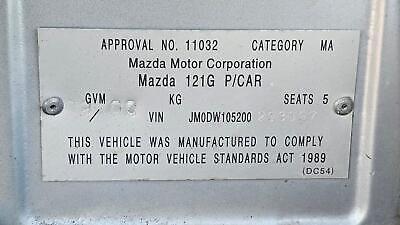 APPROVAL NO. 11032 CATEGORY MA
Mazda Motor Corporation
Mazda 121G P/CAR
GVM KG SEATS 5
VIN JM0DW105200
THIS VEHICLE WAS MANUFACTURED TO COMPLY
WITH THE MOTOR VEHICLE STANDARDS ACT 1989
(DC54)